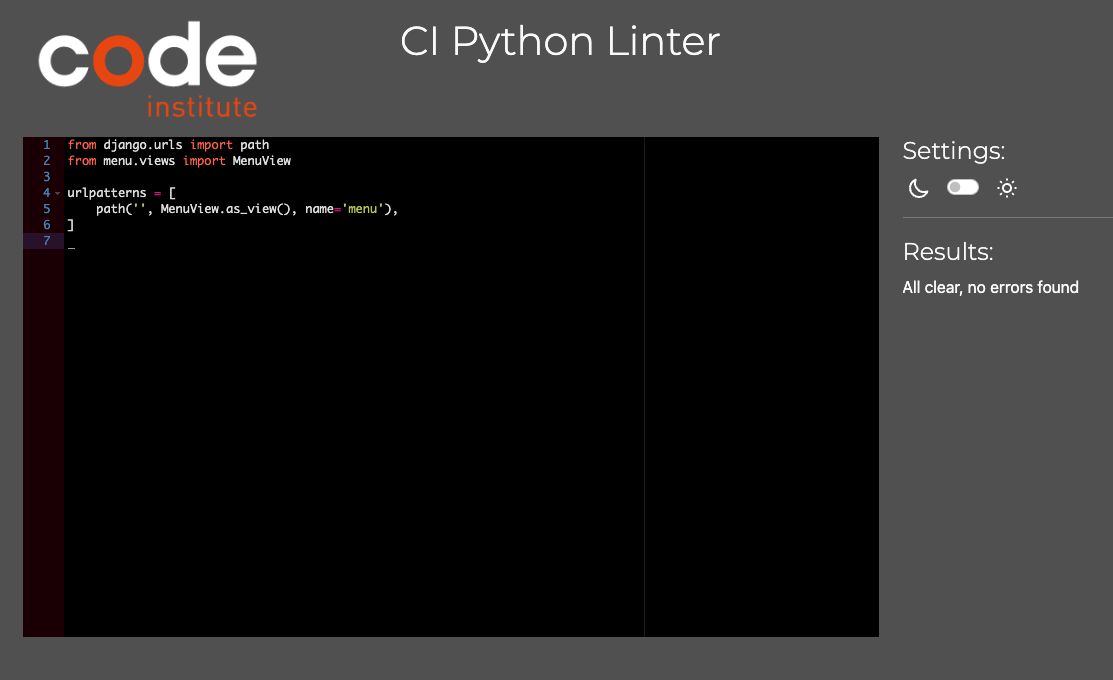 code
institute
CI Python Linter
1 from django.urls import path
2 from menu.views import MenuView
3
4 urlpatterns = [
5     path('', MenuView.as_view(), name='menu'),
6 ]
7
Settings:
Results:
All clear, no errors found